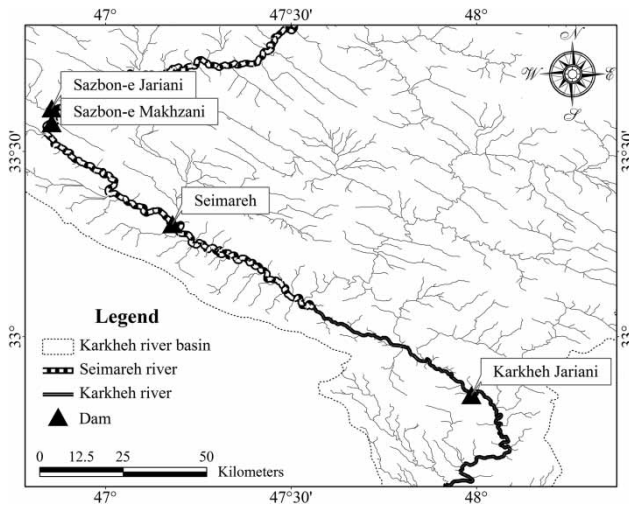 47° 47°30' 48°
N
W E
S
Sazbon-e Jariani
Sazbon-e Makhzani
33°30'
33°30'
Seimareh
Legend
Karkheh river basin
Seimareh river
Karkheh river
Dam
33°
33°
Karkheh Jariani
0 12.5 25 50
Kilometers
47° 47°30' 48°